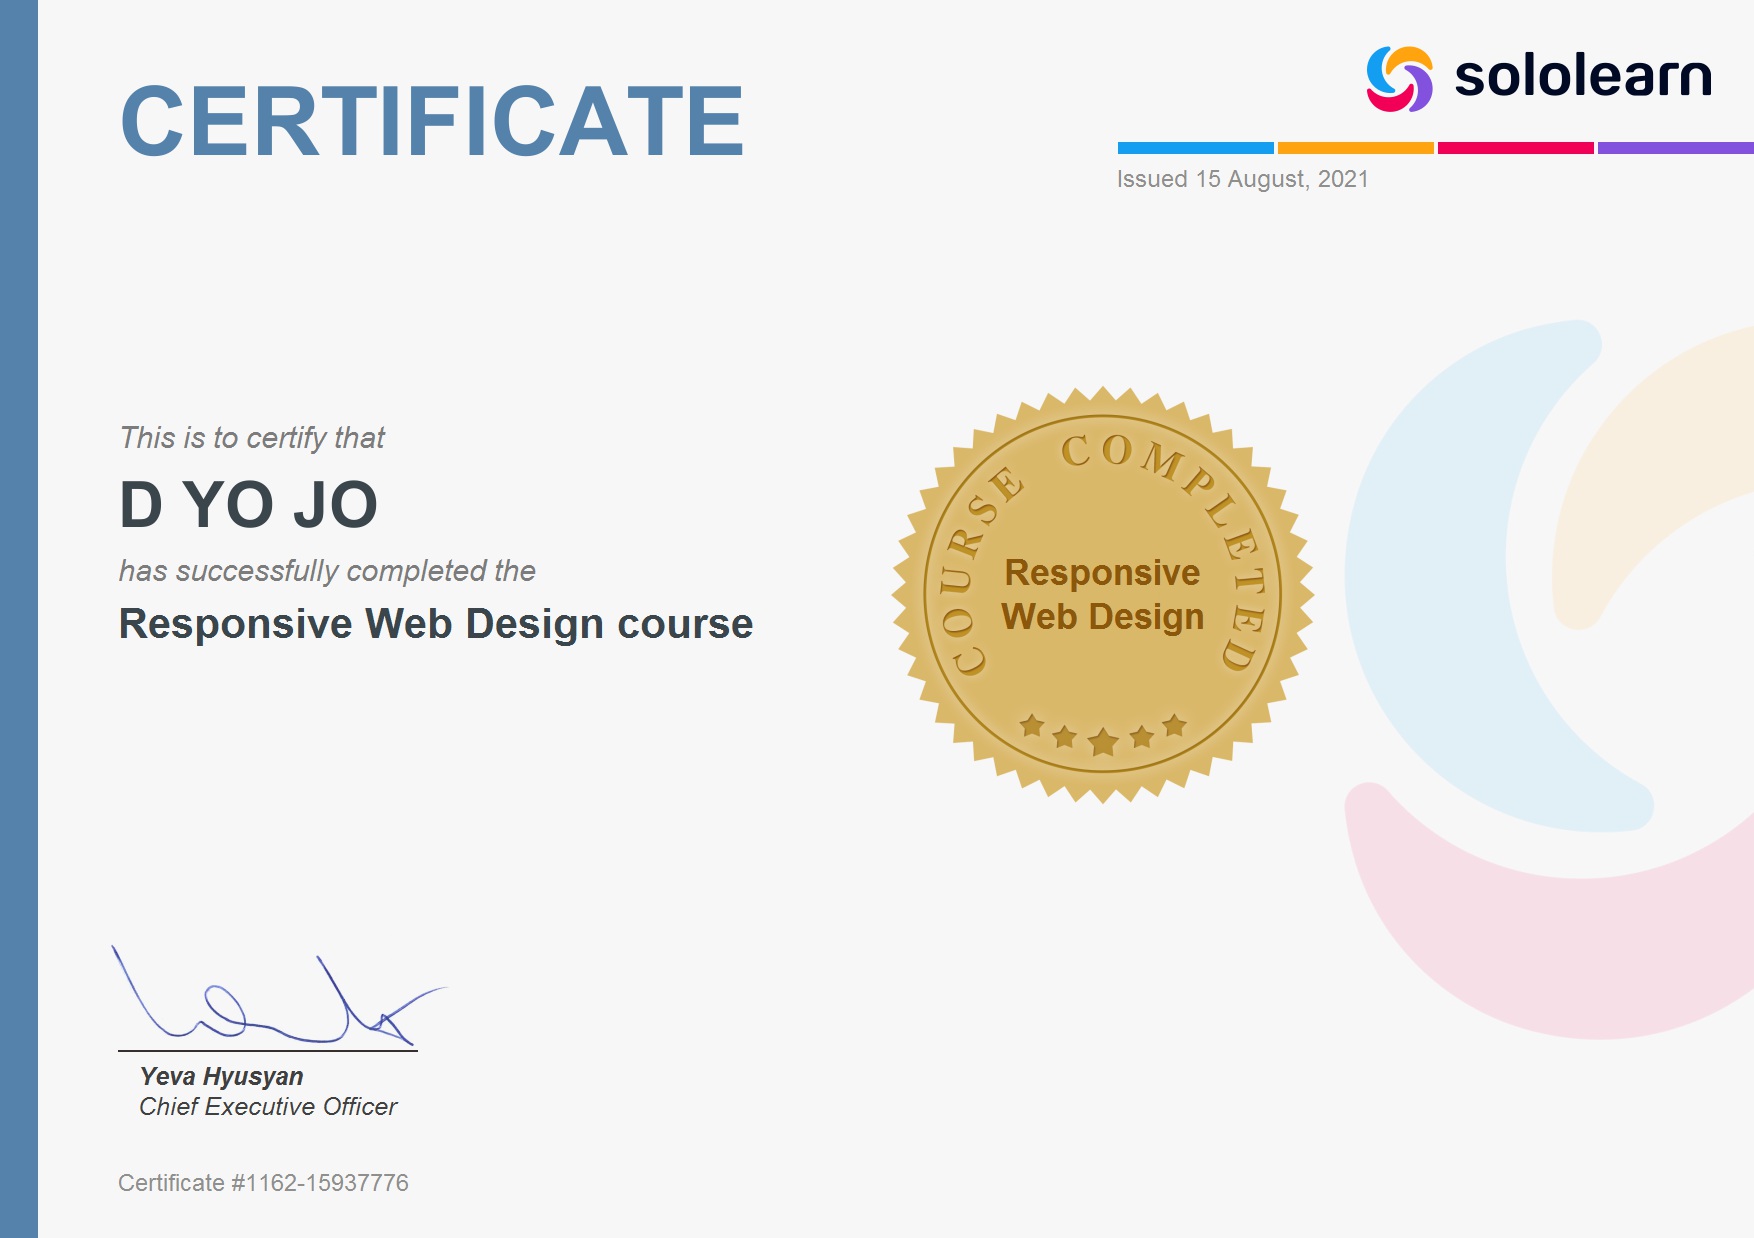 CERTIFICATE
sololearn
Issued 15 August, 2021
This is to certify that
D YO JO
has successfully completed the
Responsive Web Design course
COURSE COMPLETED
Responsive
Web Design
Yeva Hyusyan
Chief Executive Officer
Certificate #1162-15937776